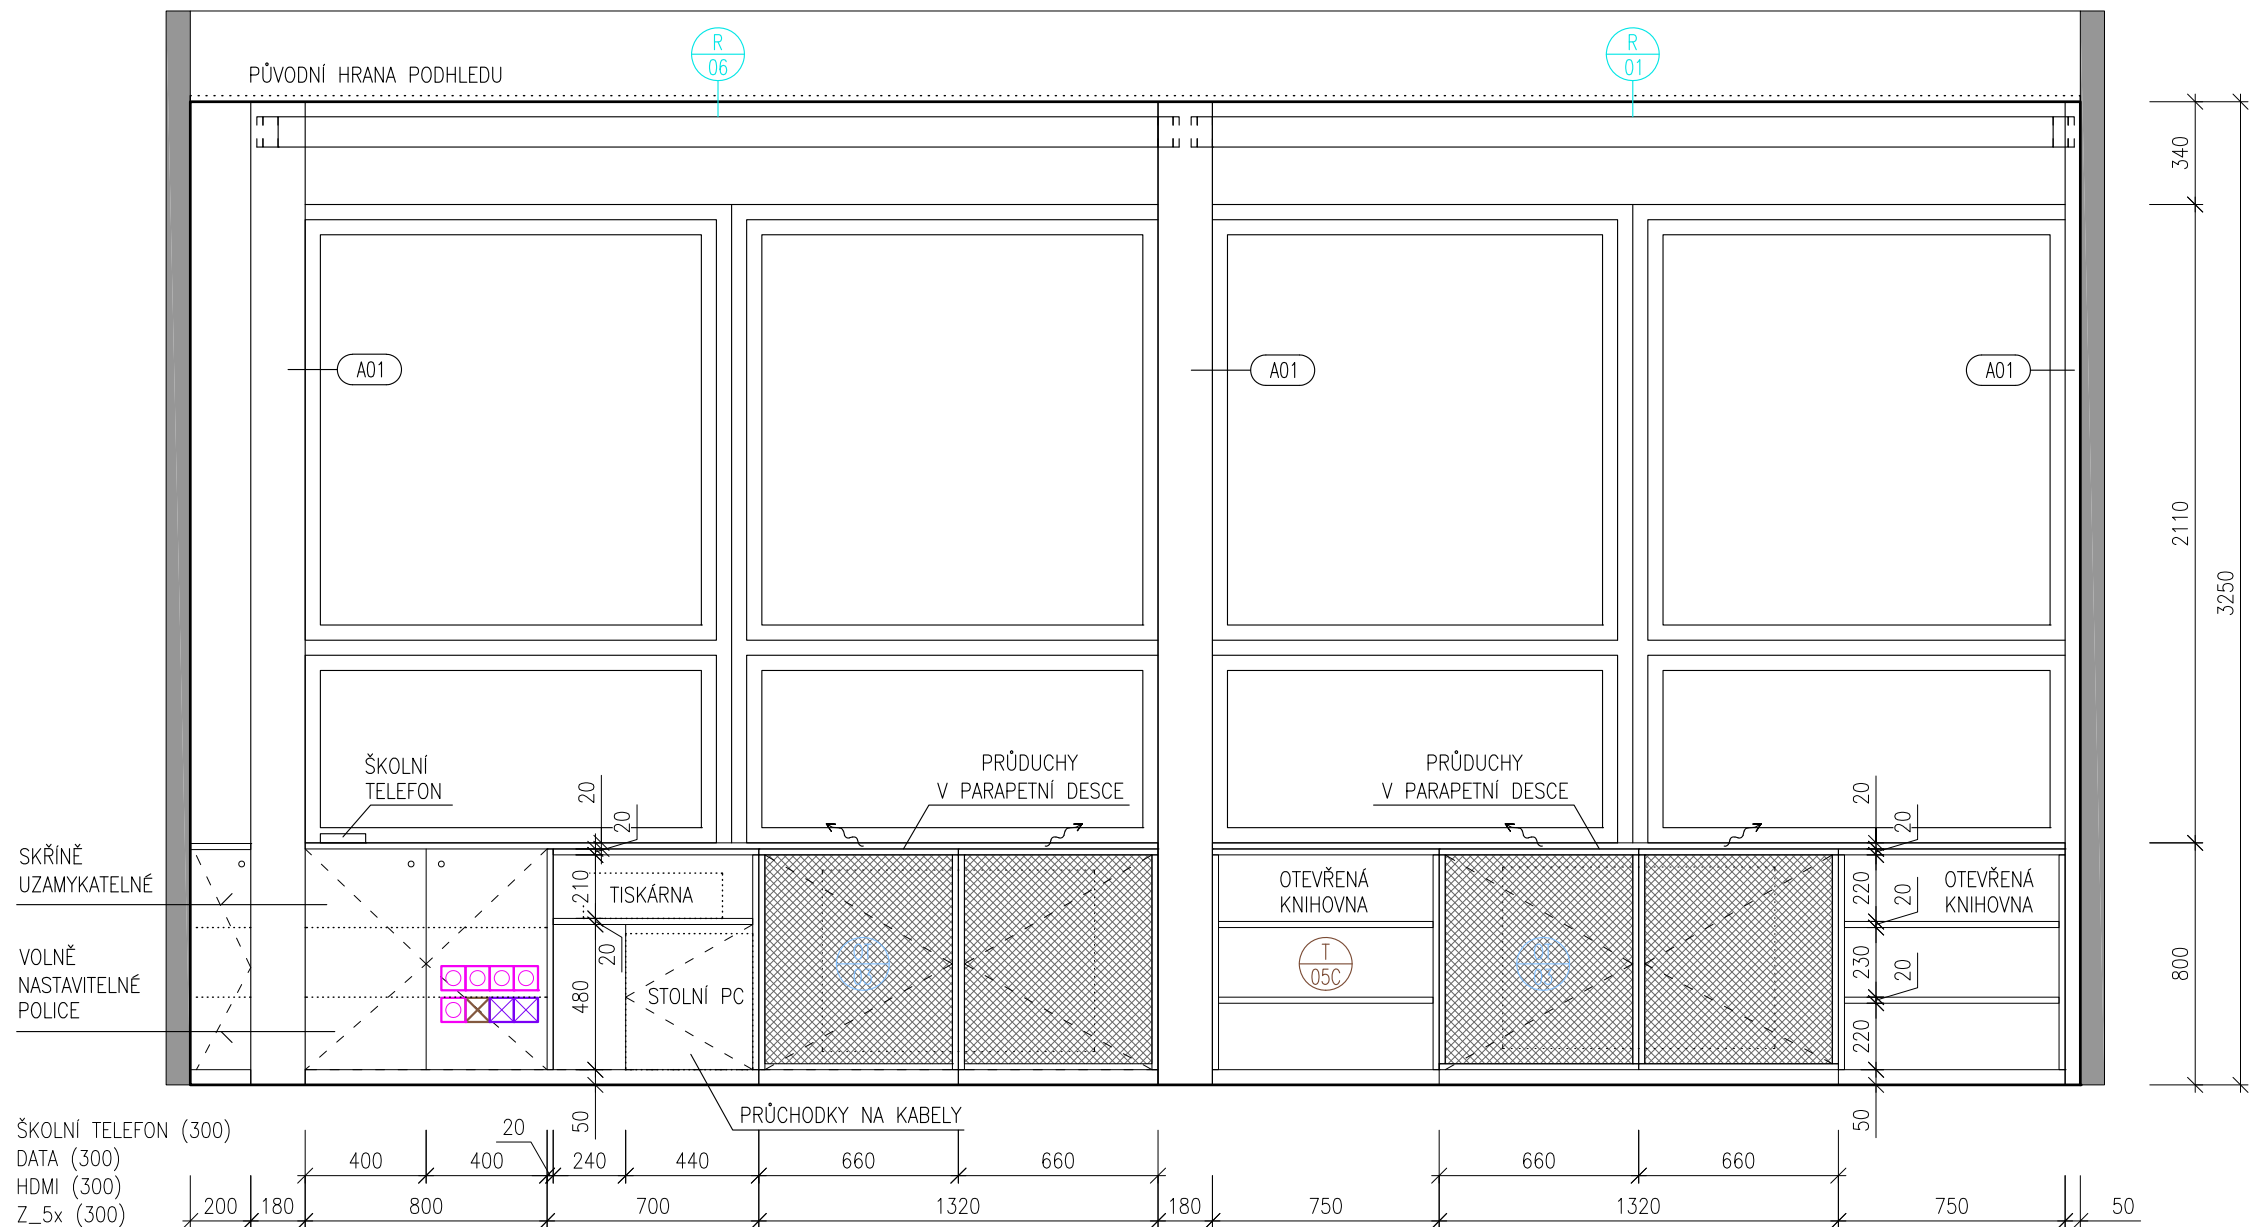 R
06
R
01
PŮVODNÍ HRANA PODHLEDU
340
2110
3250
800
A01
A01
A01
ŠKOLNÍ
TELEFON
PRŮDUCHY
V PARAPETNÍ DESCE
PRŮDUCHY
V PARAPETNÍ DESCE
20
20
20
20
SKŘÍNĚ
UZAMYKATELNÉ
VOLNĚ
NASTAVITELNÉ
POLICE
210
TISKÁRNA
20
480
STOLNÍ PC
50
OTEVŘENÁ
KNIHOVNA
T
05C
220
20
230
20
220
50
OTEVŘENÁ
KNIHOVNA
PRŮCHODKY NA KABELY
ŠKOLNÍ TELEFON (300)
DATA (300)
HDMI (300)
Z_5x (300)
20
400
400
240
440
660
660
660
660
200
180
800
700
1320
180
750
1320
750
50